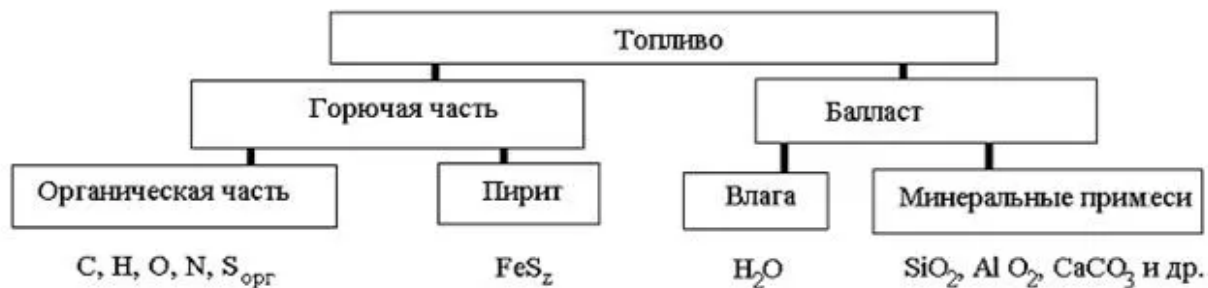 Топливо
Горючая часть
Балласт
Органическая часть
Пирит
Влага
Минеральные примеси
C, H, O, N, Sорг
FeSz
H2O
SiO2, Al O2, CaCO3 и др.